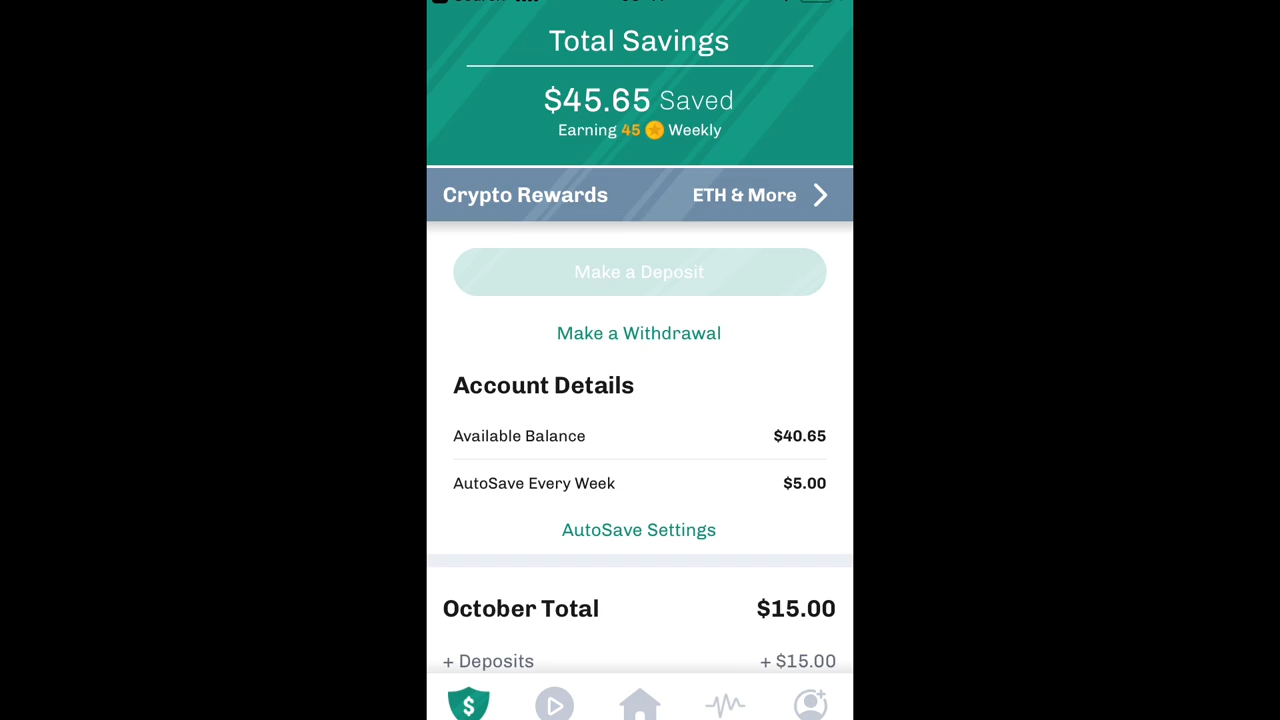 Total Savings
$45.65 Saved
Earning 45 Weekly
Crypto Rewards ETH & More
Make a Deposit
Make a Withdrawal
Account Details
Available Balance $40.65
AutoSave Every Week $5.00
AutoSave Settings
October Total $15.00
+ Deposits + $15.00
$